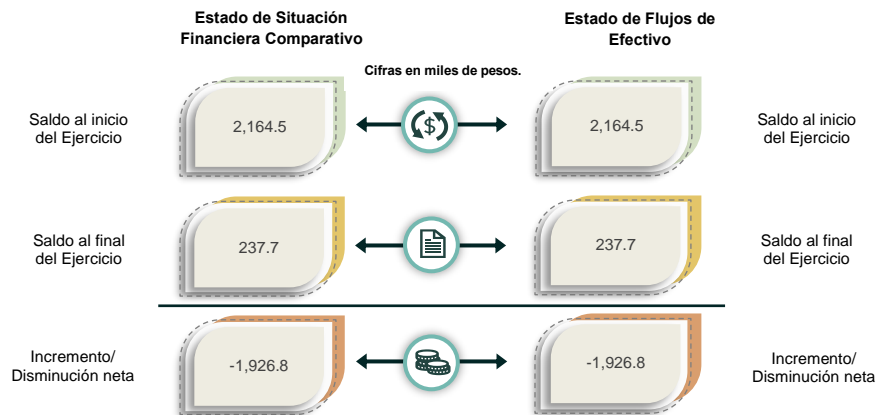 Estado de Situación
Financiera Comparativo
Estado de Flujos de
Efectivo
Cifras en miles de pesos.
Saldo al inicio
del Ejercicio
2,164.5
$
2,164.5
Saldo al inicio
del Ejercicio
Saldo al final
del Ejercicio
237.7
237.7
Saldo al final
del Ejercicio
Incremento/
Disminución neta
-1,926.8
-1,926.8
Incremento/
Disminución neta